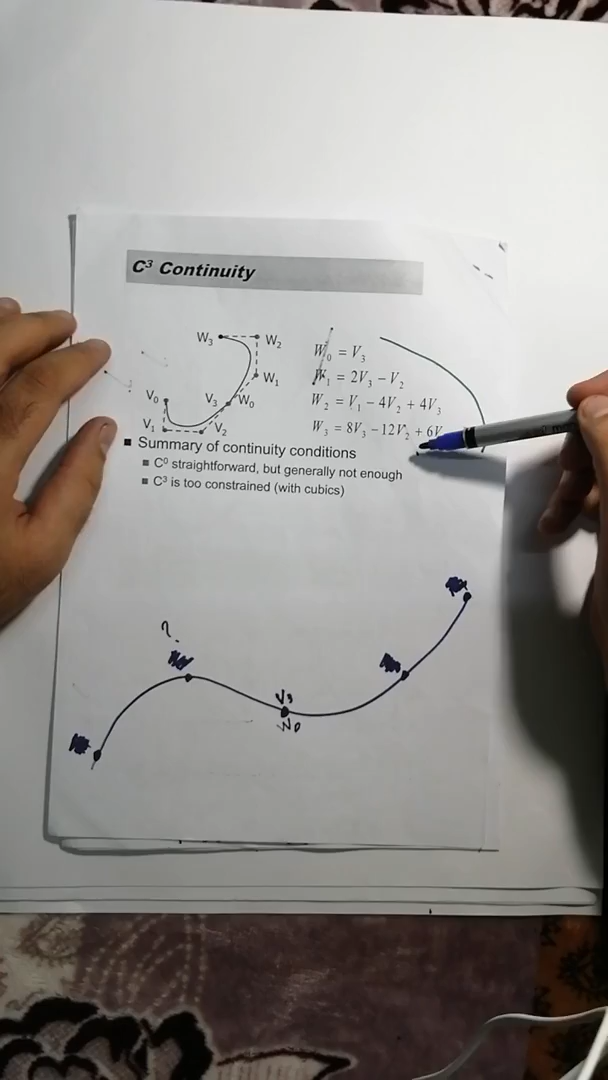 C³ Continuity
W₃ W₂
W₁
V₀ V₃ W₀
V₁ V₂
W₀ = V₃
W₁ = 2V₃ − V₂
W₂ = V₁ − 4V₂ + 4V₃
W₃ = 8V₃ − 12V₂ + 6V
■ Summary of continuity conditions
■ C⁰ straightforward, but generally not enough
■ C³ is too constrained (with cubics)
V₃
W₀